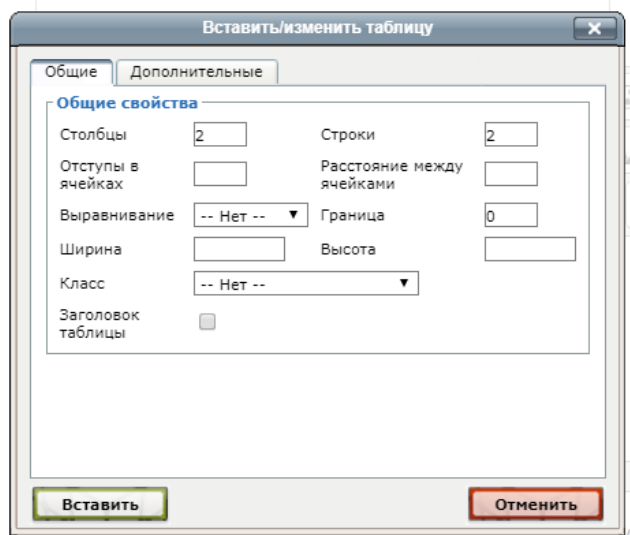 Вставить/изменить таблицу
Общие Дополнительные
Общие свойства
Столбцы 2 Строки 2
Отступы в ячейках Расстояние между ячейками
Выравнивание -- Нет -- Граница 0
Ширина Высота
Класс -- Нет --
Заголовок
таблицы
Вставить Отменить